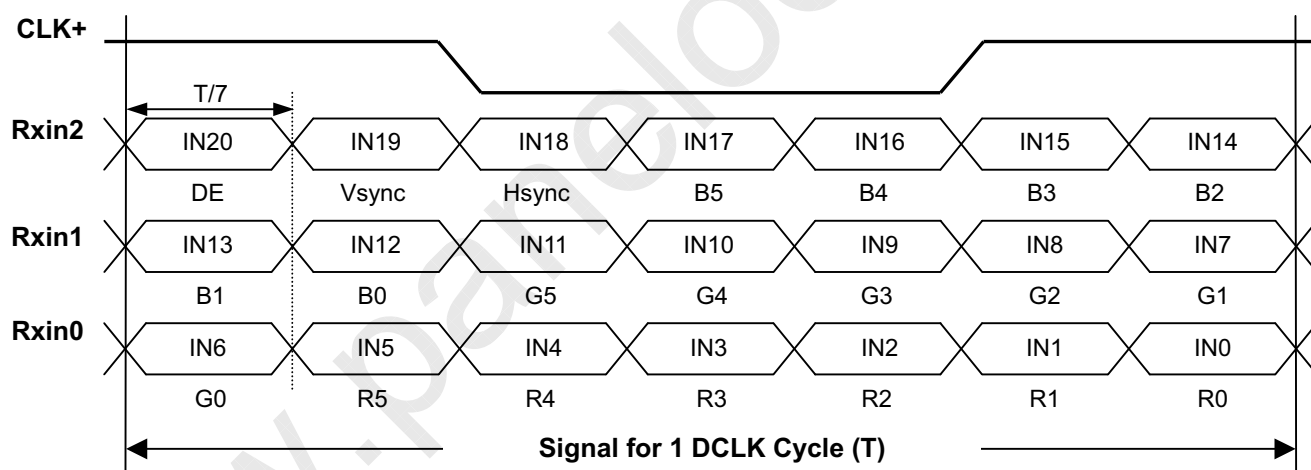 CLK+
T/7
Rxin2 IN20 IN19 IN18 IN17 IN16 IN15 IN14
DE Vsync Hsync B5 B4 B3 B2
Rxin1 IN13 IN12 IN11 IN10 IN9 IN8 IN7
B1 B0 G5 G4 G3 G2 G1
Rxin0 IN6 IN5 IN4 IN3 IN2 IN1 IN0
G0 R5 R4 R3 R2 R1 R0
Signal for 1 DCLK Cycle (T)